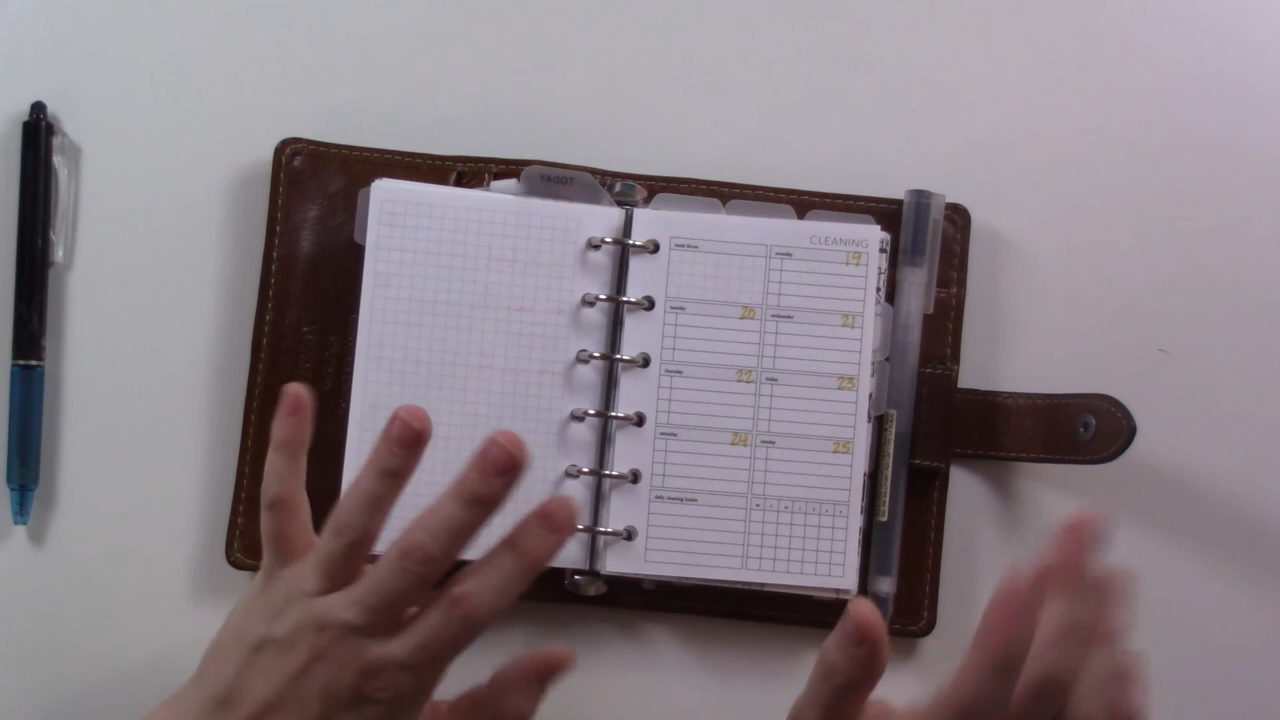 TODAY
CLEANING
main focus
monday 19
tuesday 20
wednesday 21
thursday 22
friday 23
saturday 24
sunday 25
daily cleaning habits
M T W T F S S